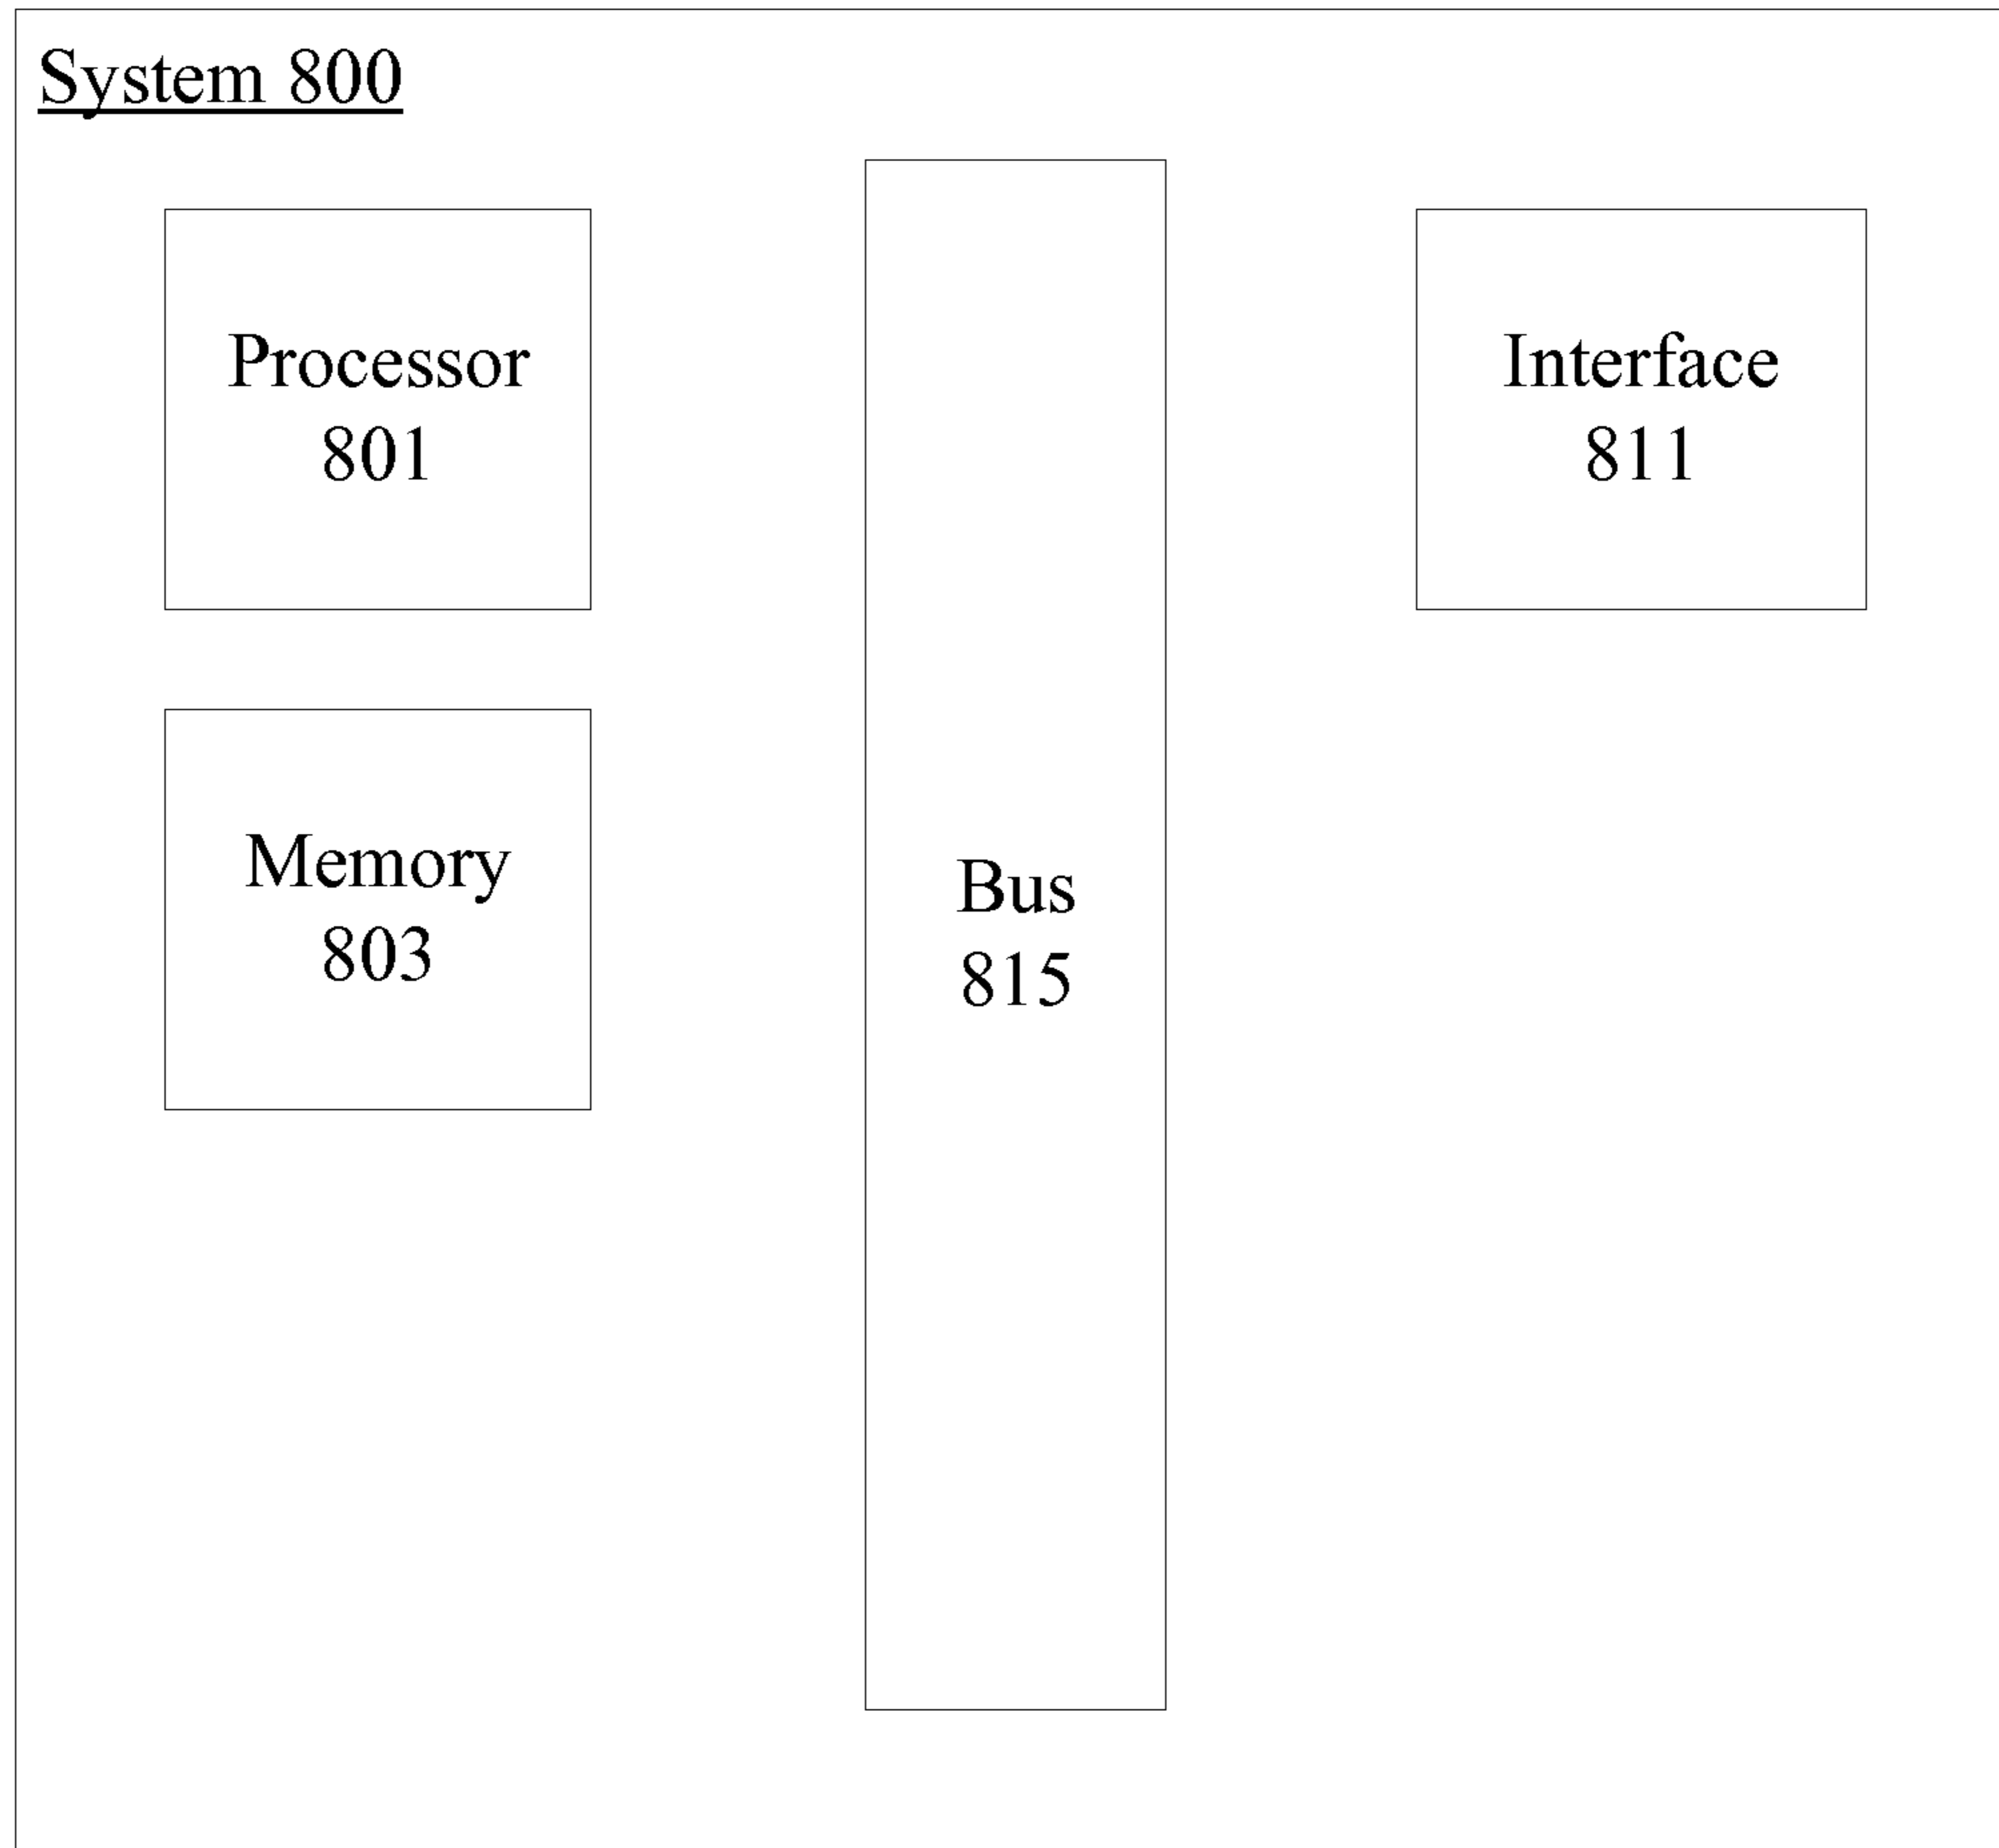 System 800
Processor
801
Interface
811
Memory
803
Bus
815